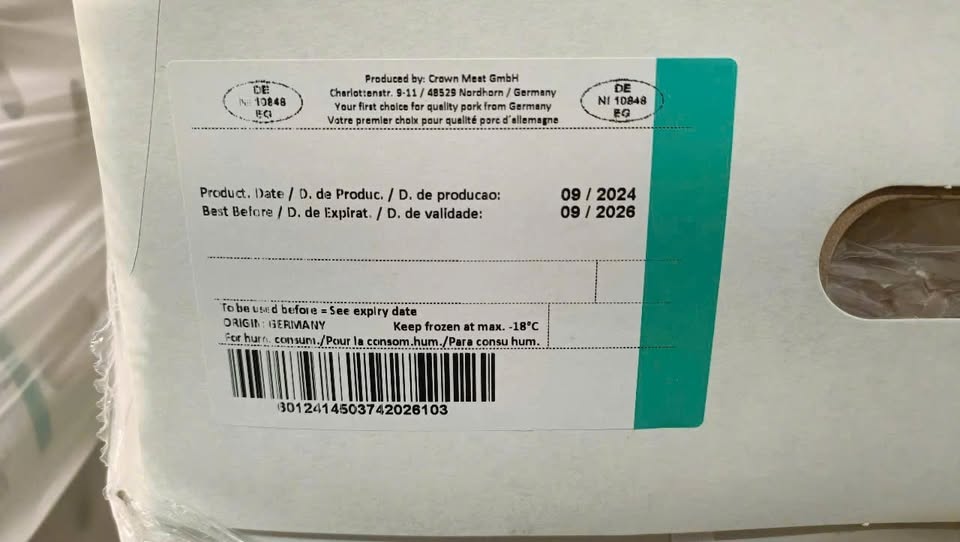 DE
NI 10848
EG
Produced by: Crown Meat GmbH
Charlottenstr. 9-11 / 48529 Nordhorn / Germany
Your first choice for quality pork from Germany
Votre premier choix pour qualité porc d'allemagne
DE
NI 10848
EG
Product. Date / D. de Produc. / D. de producao: 09 / 2024
Best Before / D. de Expirat. / D. de validade: 09 / 2026
To be used before = See expiry date
ORIGIN: GERMANY Keep frozen at max. -18°C
For hum. consum./Pour la consom.hum./Para consu hum.
6012414503742026103